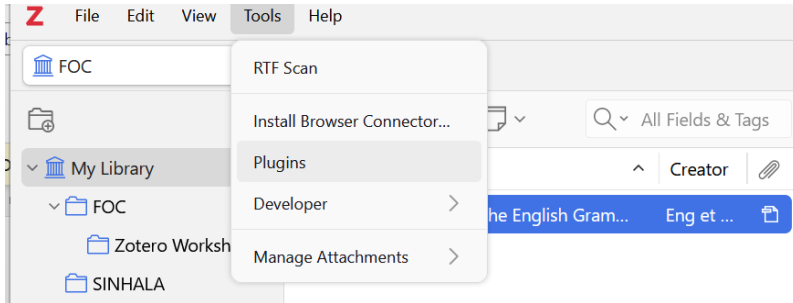 Z File Edit View Tools Help
FOC
RTF Scan
Install Browser Connector...
All Fields & Tags
My Library
Plugins
Creator
FOC
Developer
he English Gram...
Eng et ...
Zotero Worksh
Manage Attachments
SINHALA